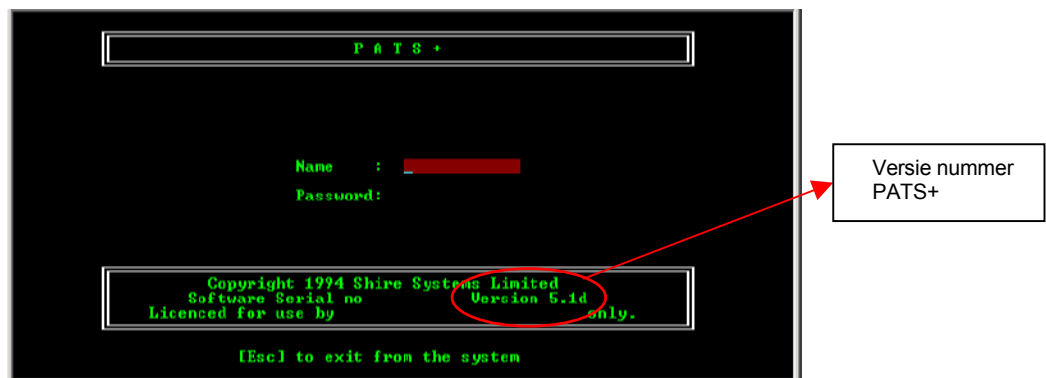 P A T S +
Name :
Password:
Copyright 1994 Shire Systems Limited
Software Serial no Version 5.1d
Licenced for use by only.
[Esc] to exit from the system
Versie nummer
PATS+